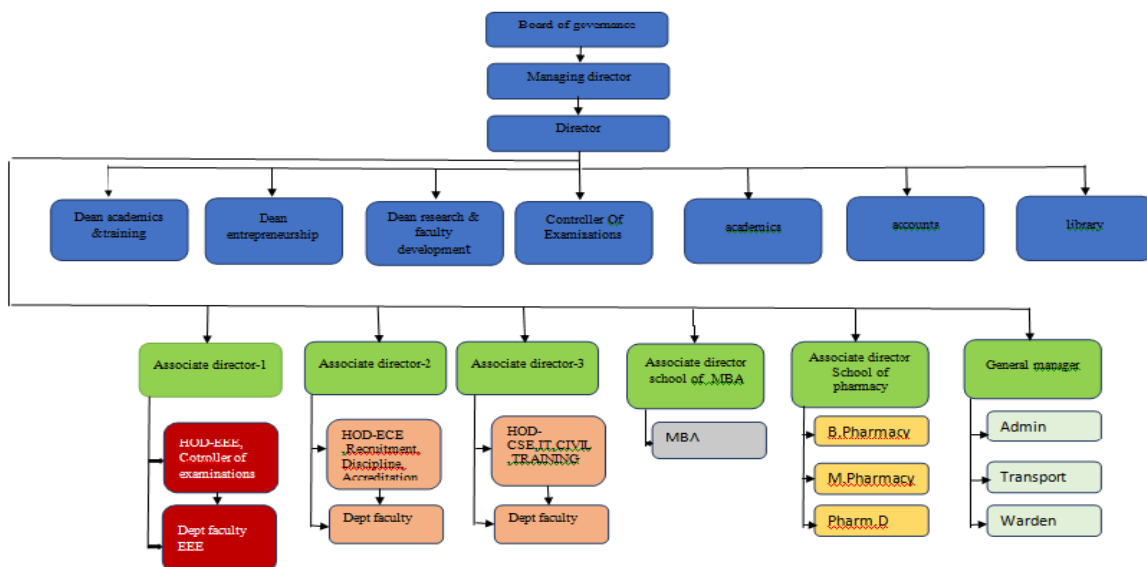 Board of governance
Managing director
Director
Dean academics
&training
Dean
entrepreneurship
Dean research &
faculty
development
Controller Of
Examinations
academics
accounts
library
Associate director-1
Associate director-2
Associate director-3
Associate director
school of MBA
Associate director
School of
pharmacy
General manager
HOD-EEE,
Cotroller of
examinations
Dept faculty
EEE
HOD-ECE
,Recruitment,
Discipline,
Accreditation
Dept faculty
HOD-
CSE,IT,CIVIL
,TRAINING
Dept faculty
MBA
B.Pharmacy
M.Pharmacy
Pharm.D
Admin
Transport
Warden